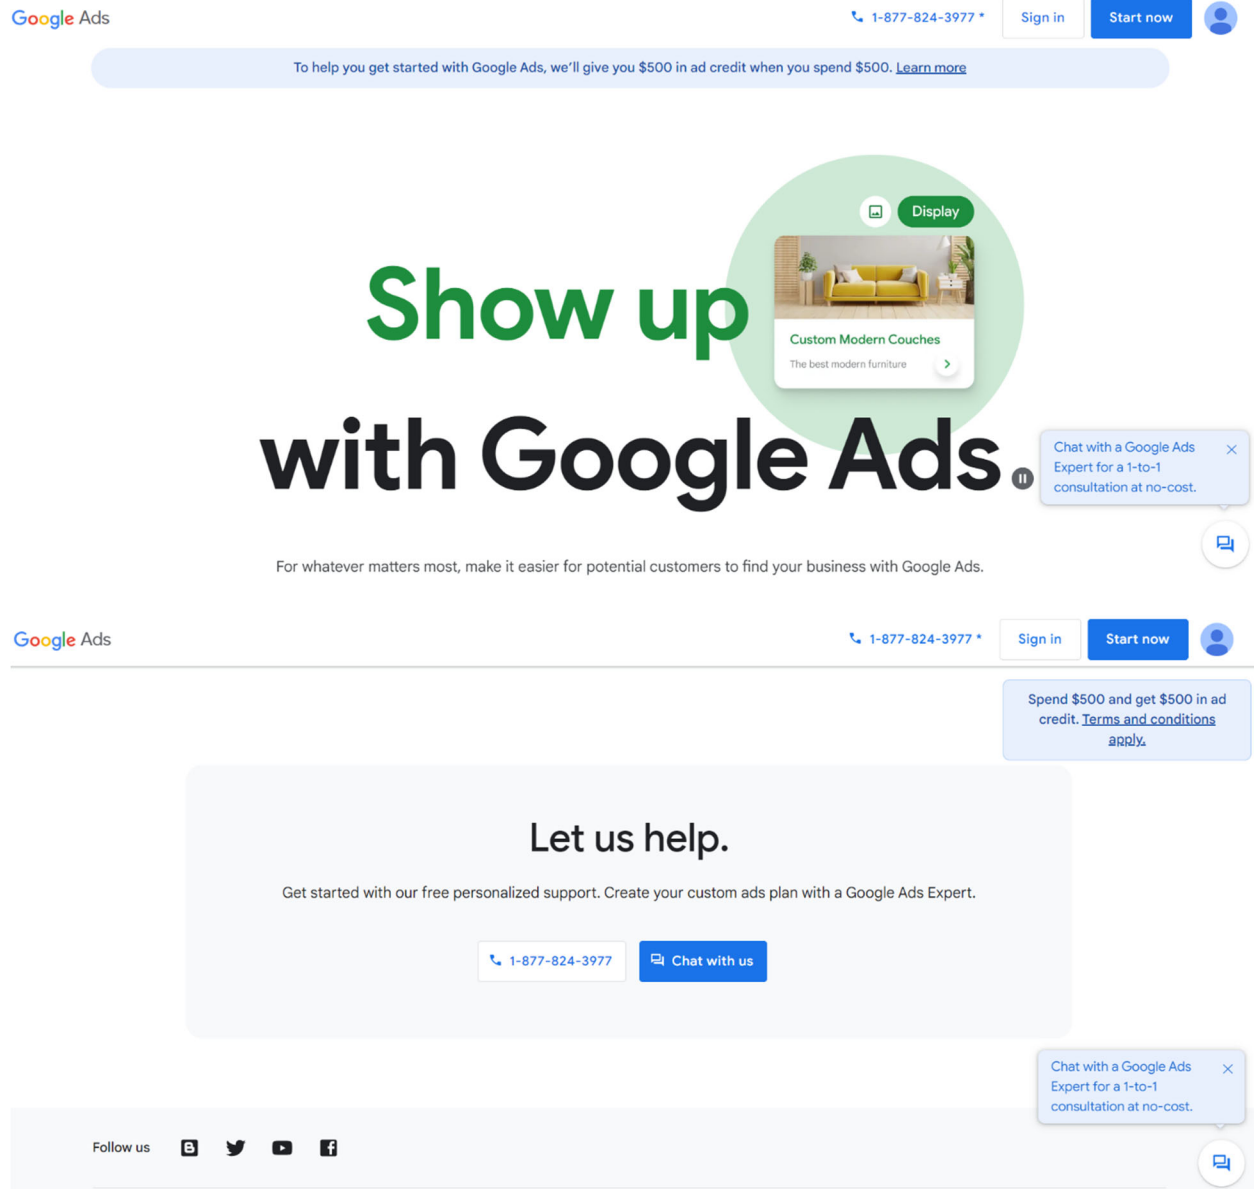 Google Ads
1-877-824-3977 *
Sign in
Start now
To help you get started with Google Ads, we'll give you $500 in ad credit when you spend $500. Learn more
Display
Show up
Custom Modern Couches
The best modern furniture
with Google Ads.
Chat with a Google Ads
Expert for a 1-to-1
consultation at no-cost.
For whatever matters most, make it easier for potential customers to find your business with Google Ads.
Google Ads
1-877-824-3977 *
Sign in
Start now
Spend $500 and get $500 in ad
credit. Terms and conditions
apply.
Let us help.
Get started with our free personalized support. Create your custom ads plan with a Google Ads Expert.
1-877-824-3977
Chat with us
Chat with a Google Ads
Expert for a 1-to-1
consultation at no-cost.
Follow us